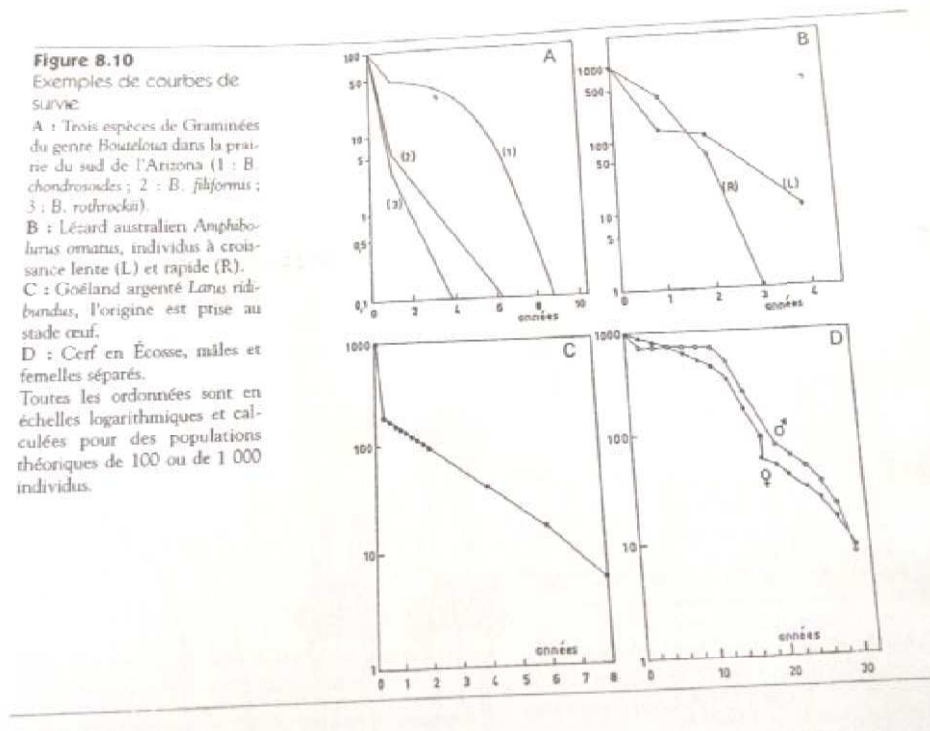 Figure 8.10
Exemples de courbes de
survie
A : Trois espèces de Graminées
du genre Bouteloua dans la prai-
rie du sud de l'Arizona (1 : B.
chondrosoides ; 2 : B. filiformis ;
3 : B. rothrockii).
B : Lézard australien Amphibo-
lurus ornatus, individus à crois-
sance lente (L) et rapide (R).
C : Goéland argenté Larus ridi-
bundus, l'origine est prise au
stade œuf.
D : Cerf en Écosse, mâles et
femelles séparés.
Toutes les ordonnées sont en
échelles logarithmiques et cal-
culées pour des populations
théoriques de 100 ou de 1 000
individus.
A
100
50
10
5
1
0,5
0,1
(1)
(2)
(3)
0 2 4 6 8 10
années
B
1000
500
100
50
10
5
1
(R)
(L)
0 1 2 3 4
années
C
1000
100
10
1
années
0 1 2 3 4 5 6 7 8
D
1000
100
10
1
♂
♀
années
0 10 20 30